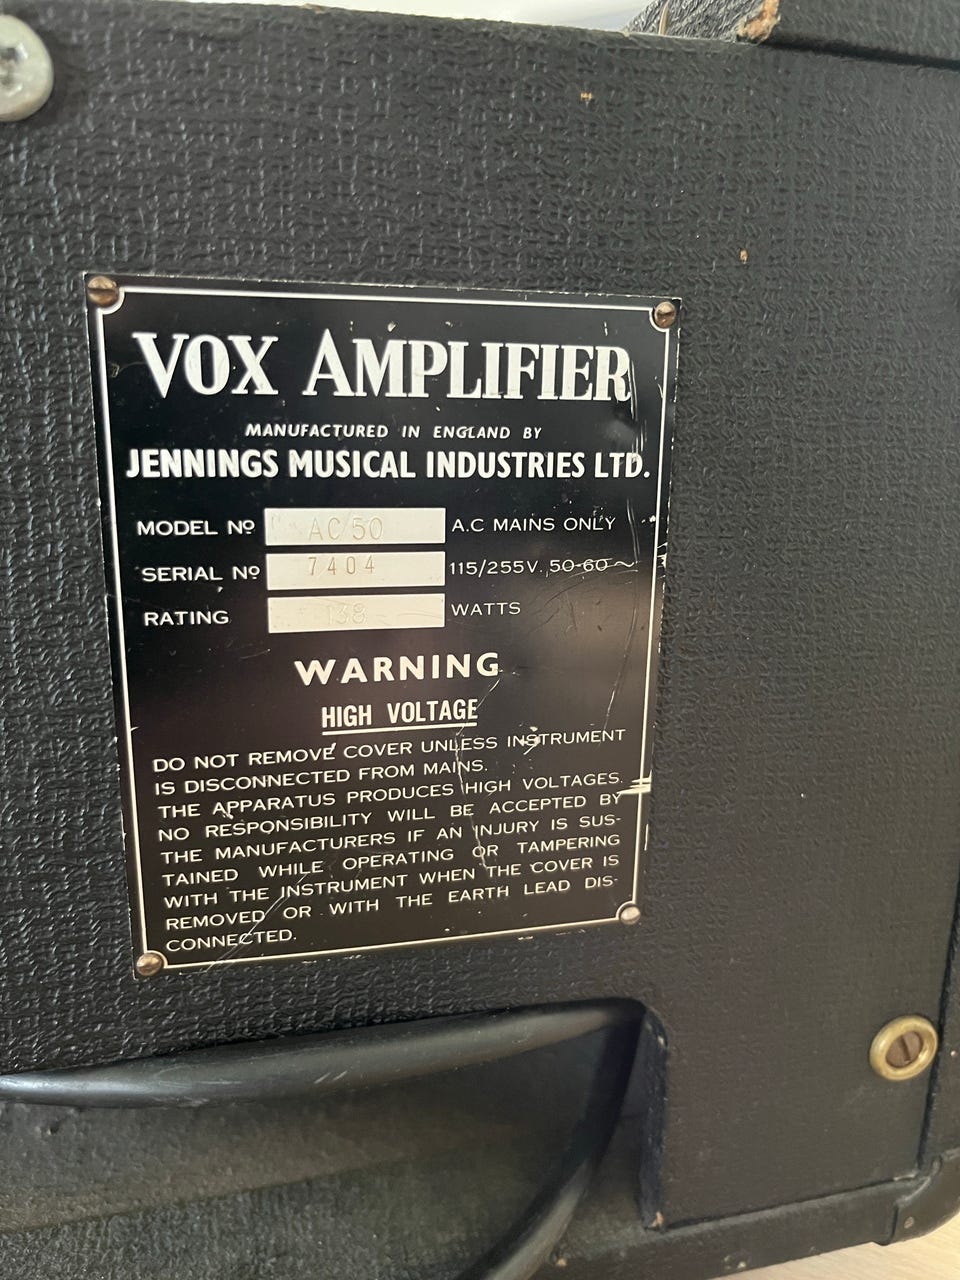 VOX AMPLIFIER
MANUFACTURED IN ENGLAND BY
JENNINGS MUSICAL INDUSTRIES LTD.
MODEL Nº AC/50 A.C MAINS ONLY
SERIAL Nº 7404 115/255V. 50-60~
RATING 138 WATTS
WARNING
HIGH VOLTAGE
DO NOT REMOVE COVER UNLESS INSTRUMENT
IS DISCONNECTED FROM MAINS.
THE APPARATUS PRODUCES HIGH VOLTAGES.
NO RESPONSIBILITY WILL BE ACCEPTED BY
THE MANUFACTURERS IF AN INJURY IS SUS-
TAINED WHILE OPERATING OR TAMPERING
WITH THE INSTRUMENT WHEN THE COVER IS
REMOVED OR WITH THE EARTH LEAD DIS-
CONNECTED.